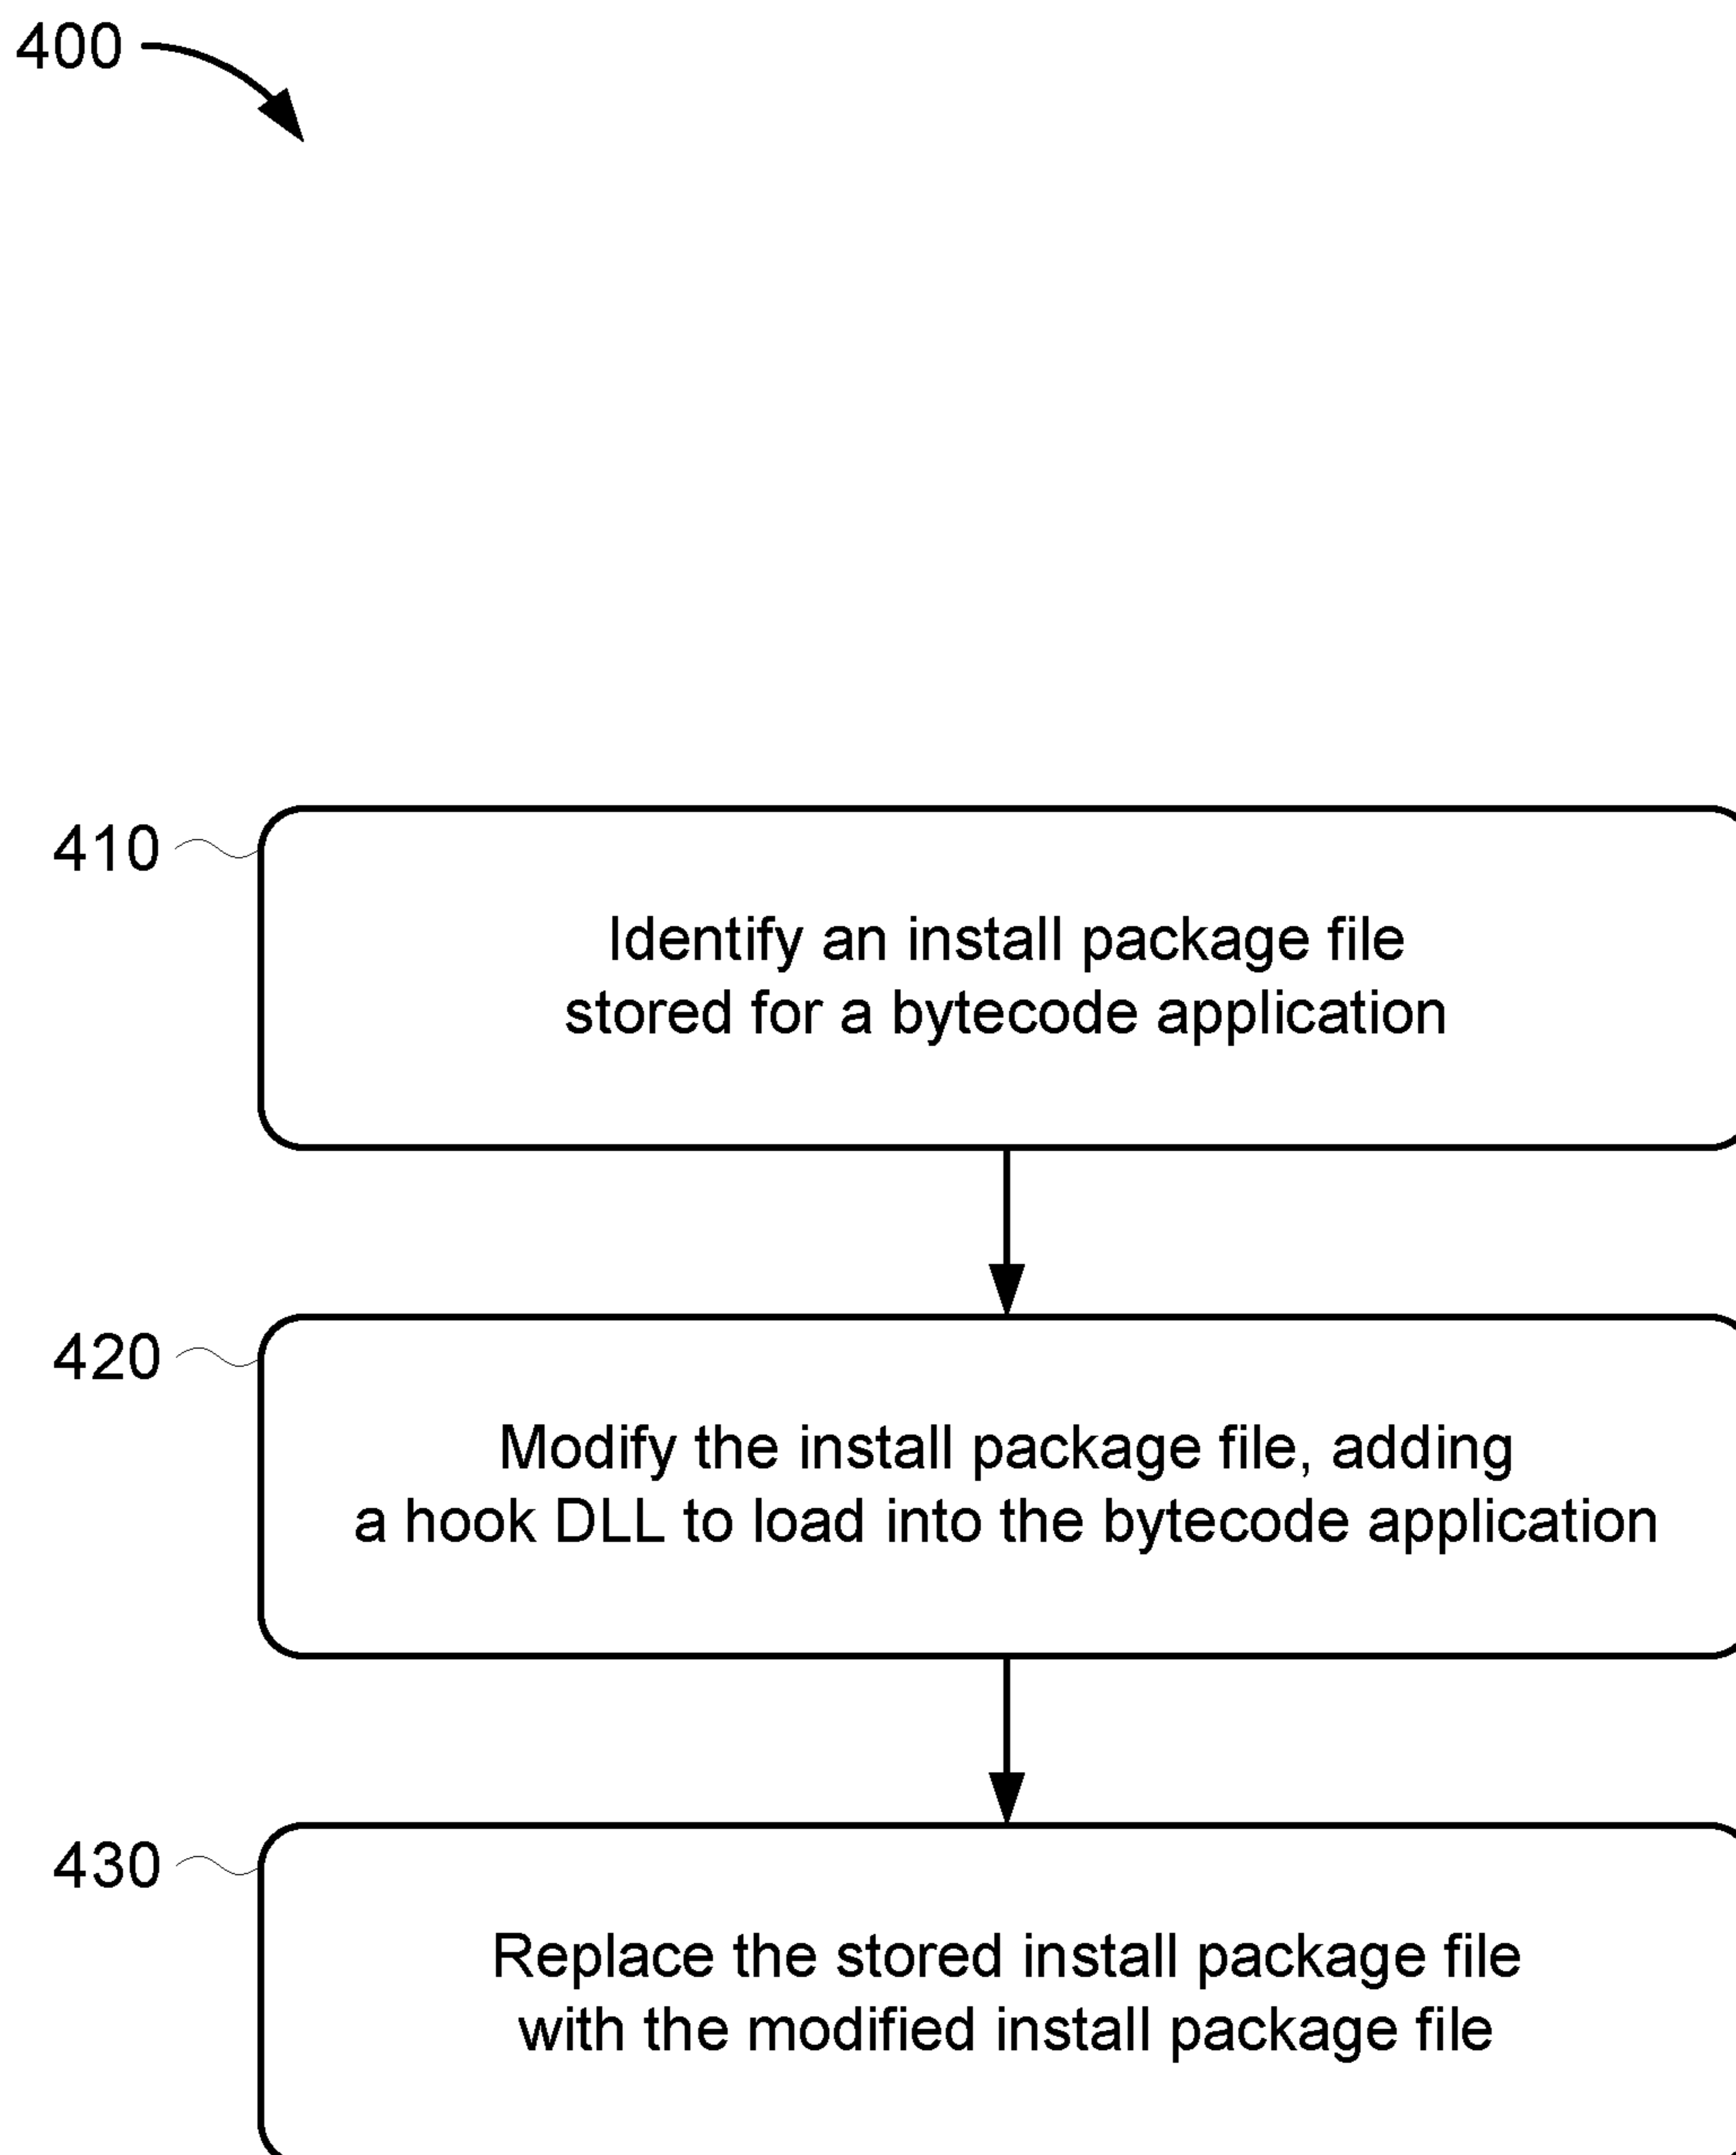 400
410
Identify an install package file
stored for a bytecode application
420
Modify the install package file, adding
a hook DLL to load into the bytecode application
430
Replace the stored install package file
with the modified install package file